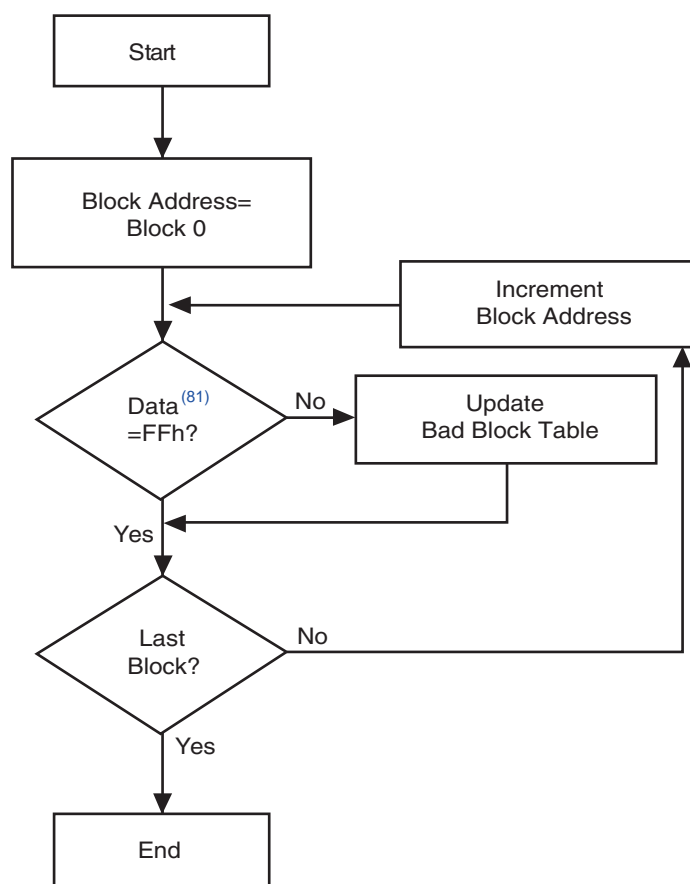 Start
Block Address=
Block 0
Increment
Block Address
Data(81)
=FFh?
No
Update
Bad Block Table
Yes
Last
Block?
No
Yes
End